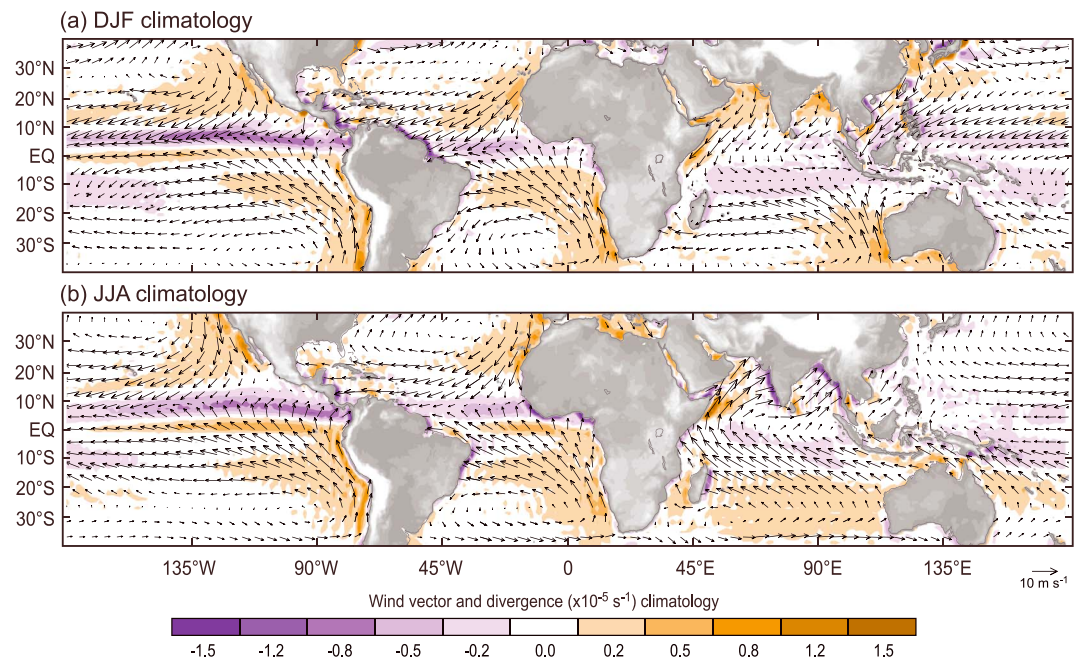 (a) DJF climatology
30°N
20°N
10°N
EQ
10°S
20°S
30°S
(b) JJA climatology
30°N
20°N
10°N
EQ
10°S
20°S
30°S
135°W 90°W 45°W 0 45°E 90°E 135°E
10 m s⁻¹
Wind vector and divergence (x10⁻⁵ s⁻¹) climatology
-1.5 -1.2 -0.8 -0.5 -0.2 0.0 0.2 0.5 0.8 1.2 1.5